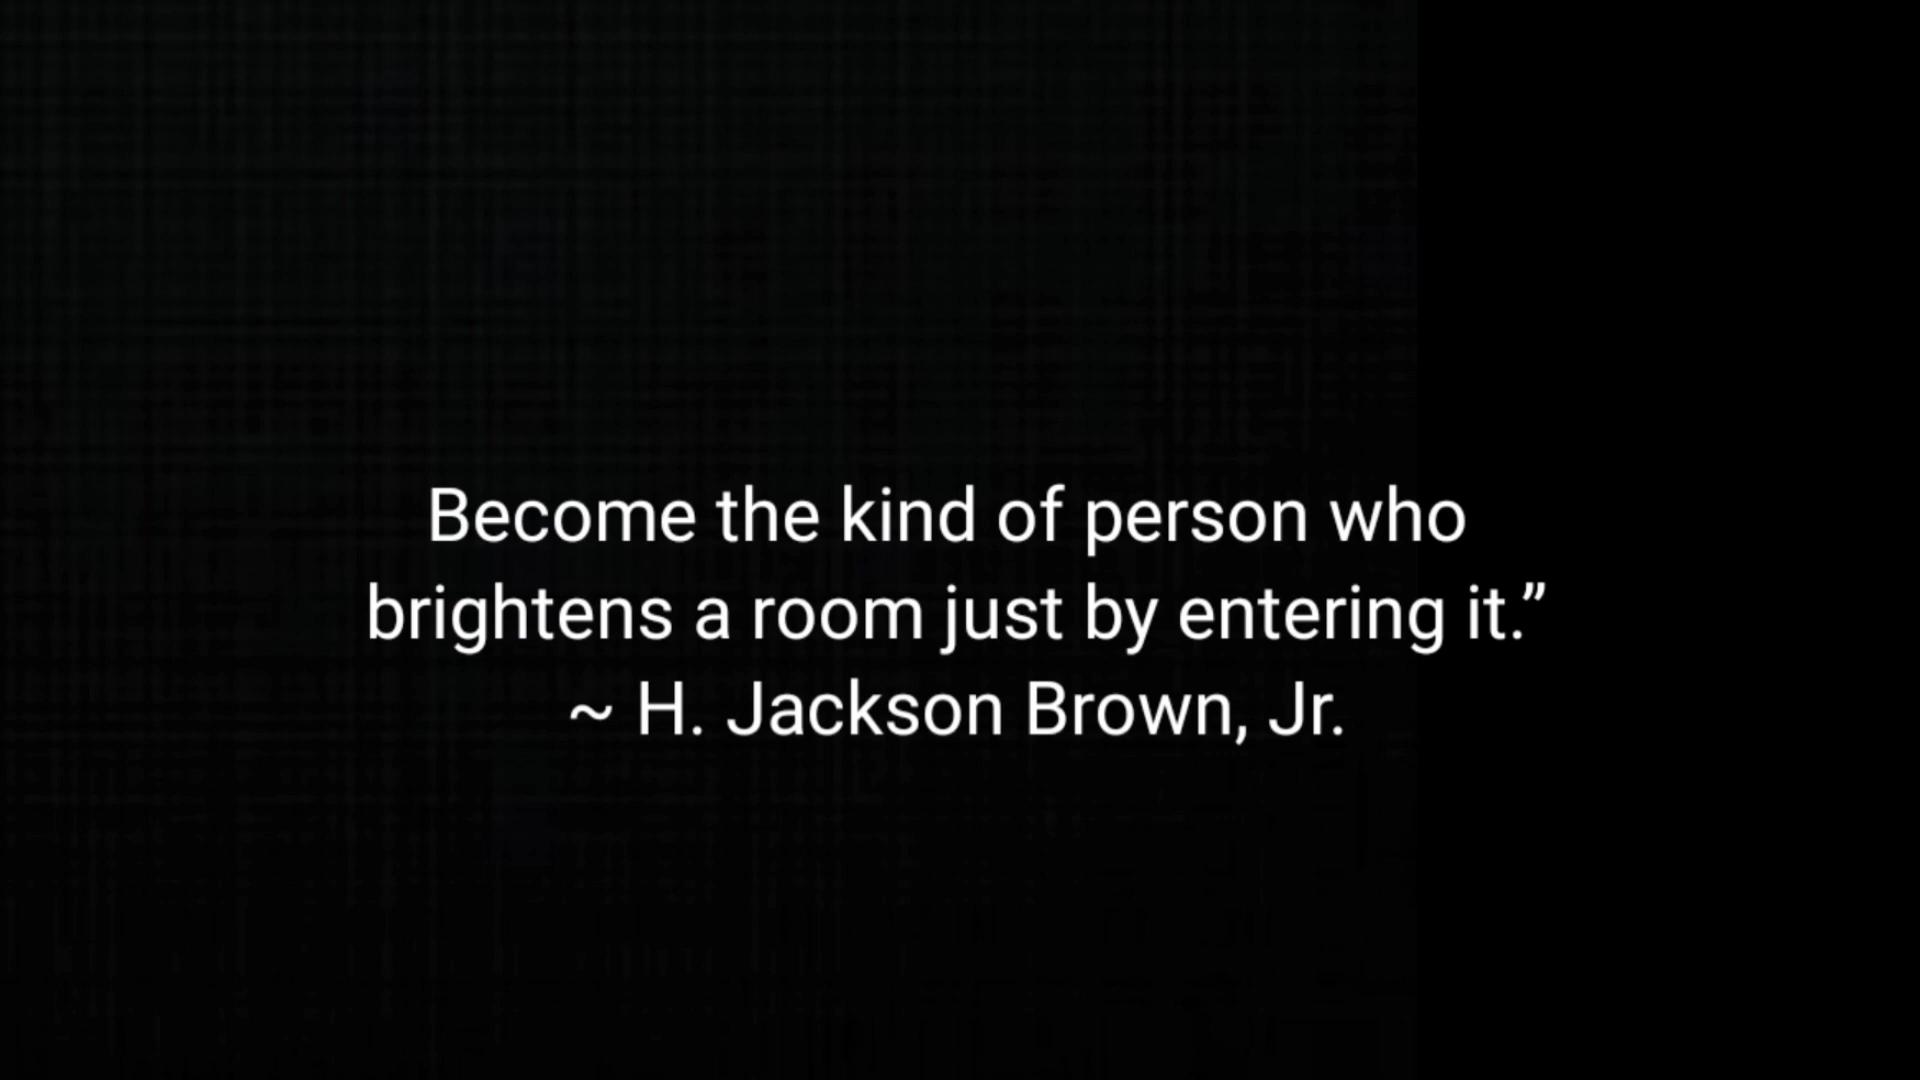 Become the kind of person who
brightens a room just by entering it.”
~ H. Jackson Brown, Jr.